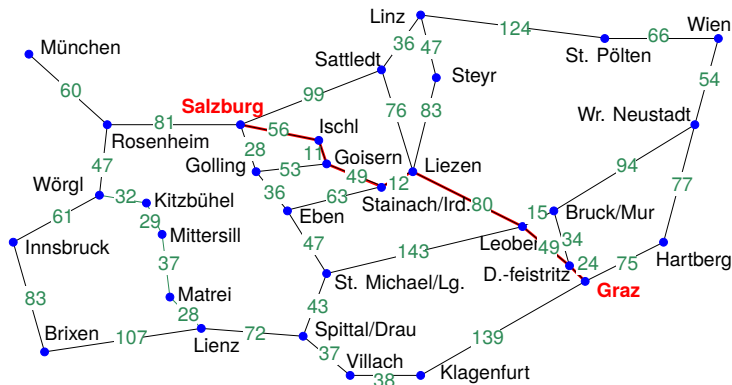 Linz
124
Wien
66
St. Pölten
36
47
München
Sattledt
Steyr
54
60
99
Salzburg
76
83
Wr. Neustadt
81
56
Ischl
Rosenheim
28
11
Goisern
94
Golling
53
49
Liezen
47
12
77
Wörgl
32
Kitzbühel
36
63
Stainach/Ird.
80
Eben
15
Bruck/Mur
61
29
Mittersill
Leoben
Innsbruck
47
143
49
34
Hartberg
37
St. Michael/Lg.
D.-feistritz
24
75
83
Matrei
Graz
28
43
Brixen
107
72
Spittal/Drau
139
Lienz
37
Villach
38
Klagenfurt